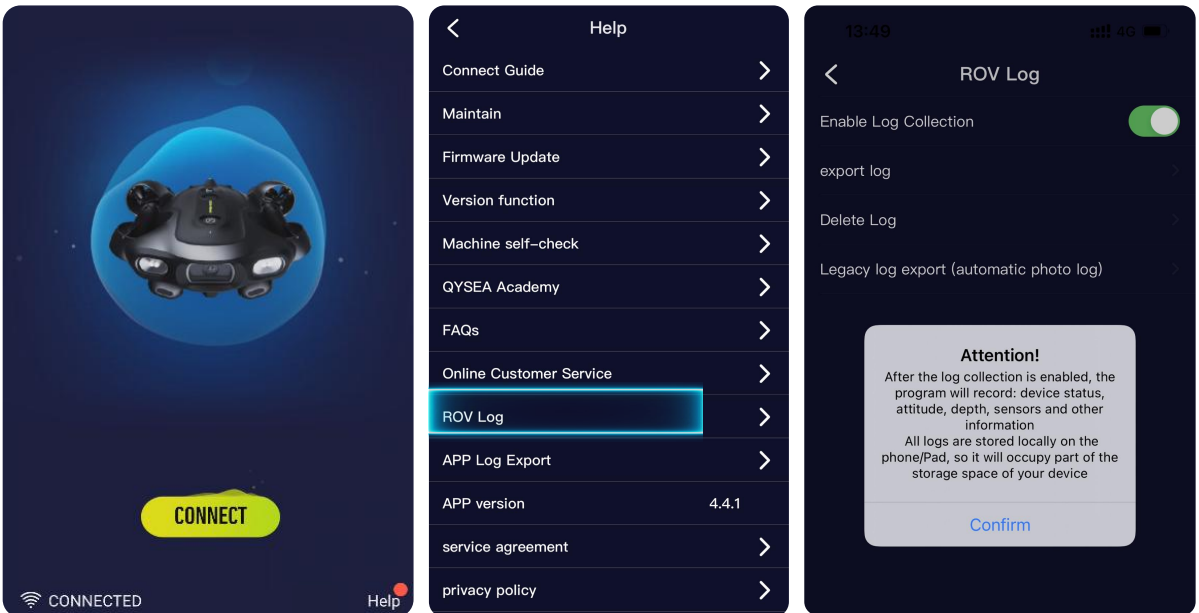 CONNECT
CONNECTED
Help
Help
Connect Guide
Maintain
Firmware Update
Version function
Machine self-check
QYSEA Academy
FAQs
Online Customer Service
ROV Log
APP Log Export
APP version 4.4.1
service agreement
privacy policy
13:49 4G
ROV Log
Enable Log Collection
export log
Delete Log
Legacy log export (automatic photo log)
Attention!
After the log collection is enabled, the
program will record: device status,
attitude, depth, sensors and other
information
All logs are stored locally on the
phone/Pad, so it will occupy part of the
storage space of your device
Confirm